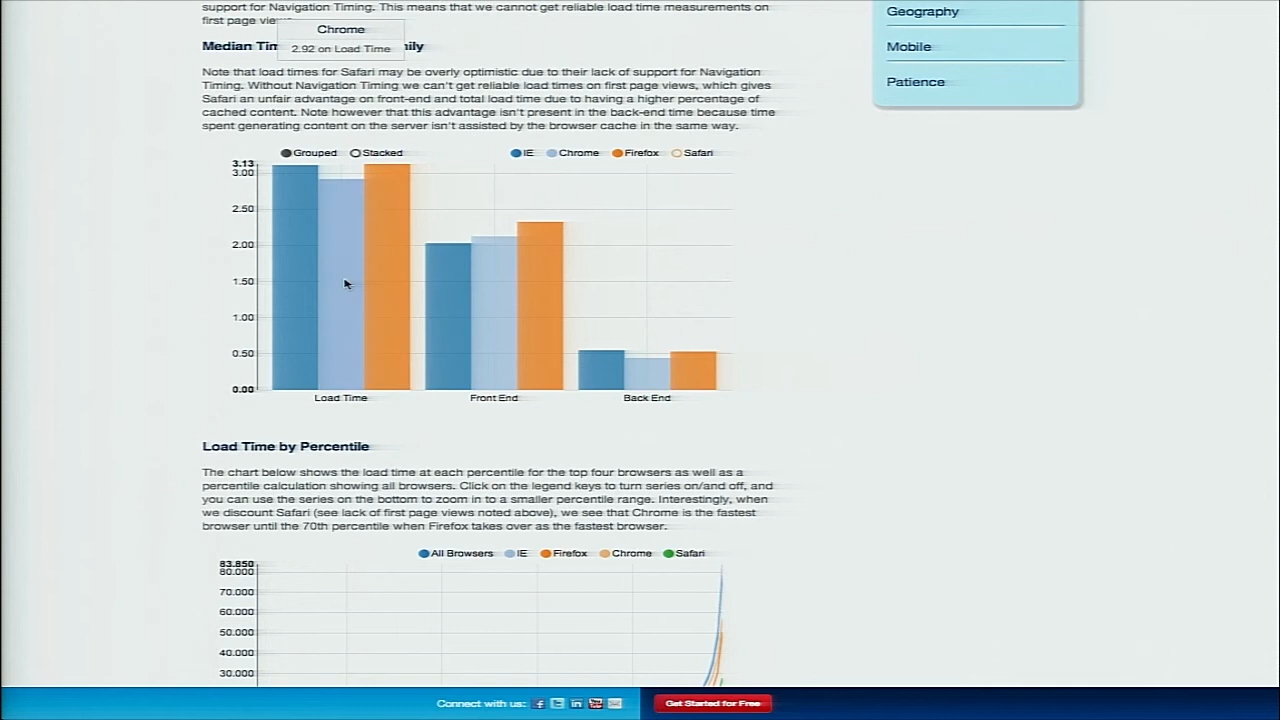 support for Navigation Timing. This means that we cannot get reliable load time measurements on
first page
Chrome
2.92 on Load Time
Median
Note that load times for Safari may be overly optimistic due to their lack of support for Navigation
Timing. Without Navigation Timing we can't get reliable load times on first page views, which gives
Safari an unfair advantage on front-end and total load time due to having a higher percentage of
cached content. Note however that this advantage isn't present in the back-end time because time
spent generating content on the server isn't assisted by the browser cache in the same way.
Grouped Stacked IE Chrome Firefox Safari
3.13
3.00
2.50
2.00
1.50
1.00
0.50
0.00
Load Time Front End Back End
Load Time by Percentile
The chart below shows the load time at each percentile for the top four browsers as well as a
percentile calculation showing all browsers. Click on the legend keys to turn series on/and off, and
you can use the series on the bottom to zoom in to a smaller percentile range. Interestingly, when
we discount Safari (see lack of first page views noted above), we see that Chrome is the fastest
browser until the 70th percentile when Firefox takes over as the fastest browser.
All Browsers IE Firefox Chrome Safari
83.850
80.000
70.000
60.000
50.000
40.000
30.000
Geography
Mobile
Patience
Connect with us:
Get Started for Free